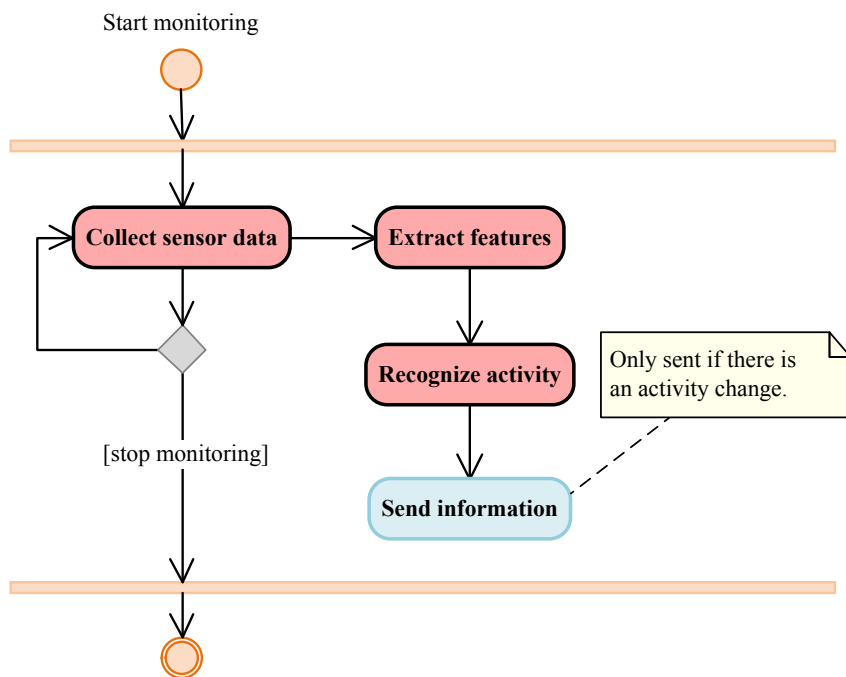 Start monitoring
Collect sensor data
Extract features
Recognize activity
Only sent if there is
an activity change.
[stop monitoring]
Send information